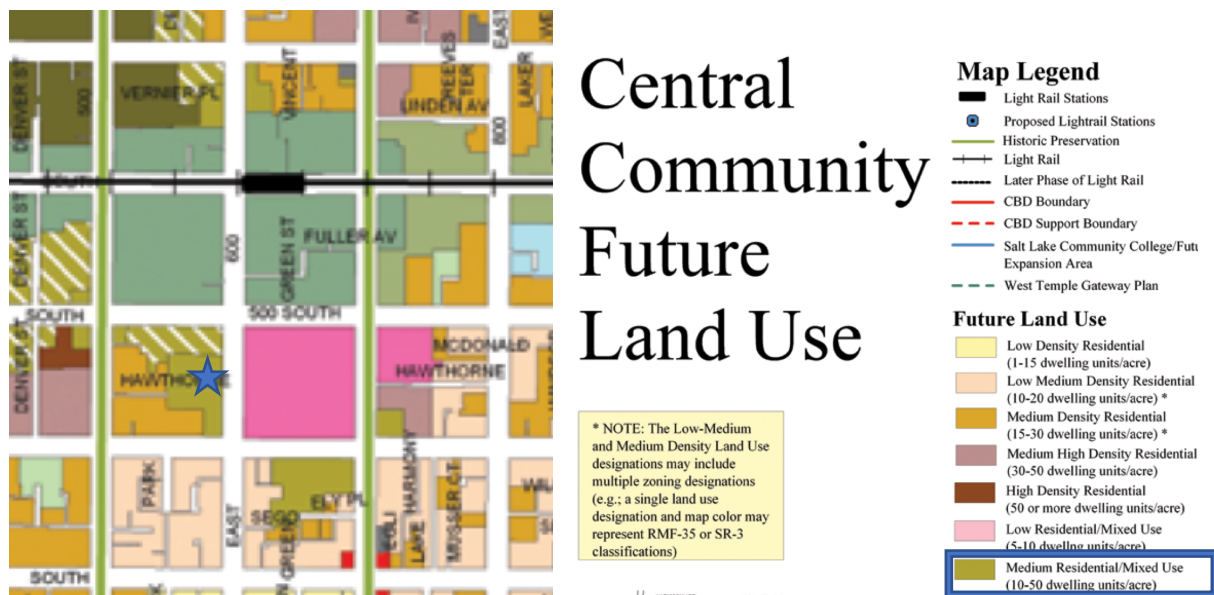 DENVER ST
500
VERNIER PL
VINCENT
LINDEN AV
EAST
LAKER
800
SOUTH
DENVER ST
600
GREEN ST
FULLER AV
500 SOUTH
SOUTH
DENVER ST
HAWTHORNE
MCDONALD
HAWTHORNE
PARK
EAST
SEGO
ELY PL
GREEN
HARMONY
LAKE
MUSSER CT
SOUTH
Central
Community
Future
Land Use
* NOTE: The Low-Medium
and Medium Density Land Use
designations may include
multiple zoning designations
(e.g.; a single land use
designation and map color may
represent RMF-35 or SR-3
classifications)
Map Legend
Light Rail Stations
Proposed Lightrail Stations
Historic Preservation
Light Rail
Later Phase of Light Rail
CBD Boundary
CBD Support Boundary
Salt Lake Community College/Futu
Expansion Area
West Temple Gateway Plan
Future Land Use
Low Density Residential
(1-15 dwelling units/acre)
Low Medium Density Residential
(10-20 dwelling units/acre) *
Medium Density Residential
(15-30 dwelling units/acre) *
Medium High Density Residential
(30-50 dwelling units/acre)
High Density Residential
(50 or more dwelling units/acre)
Low Residential/Mixed Use
(5-10 dwellng units/acre)
Medium Residential/Mixed Use
(10-50 dwelling units/acre)